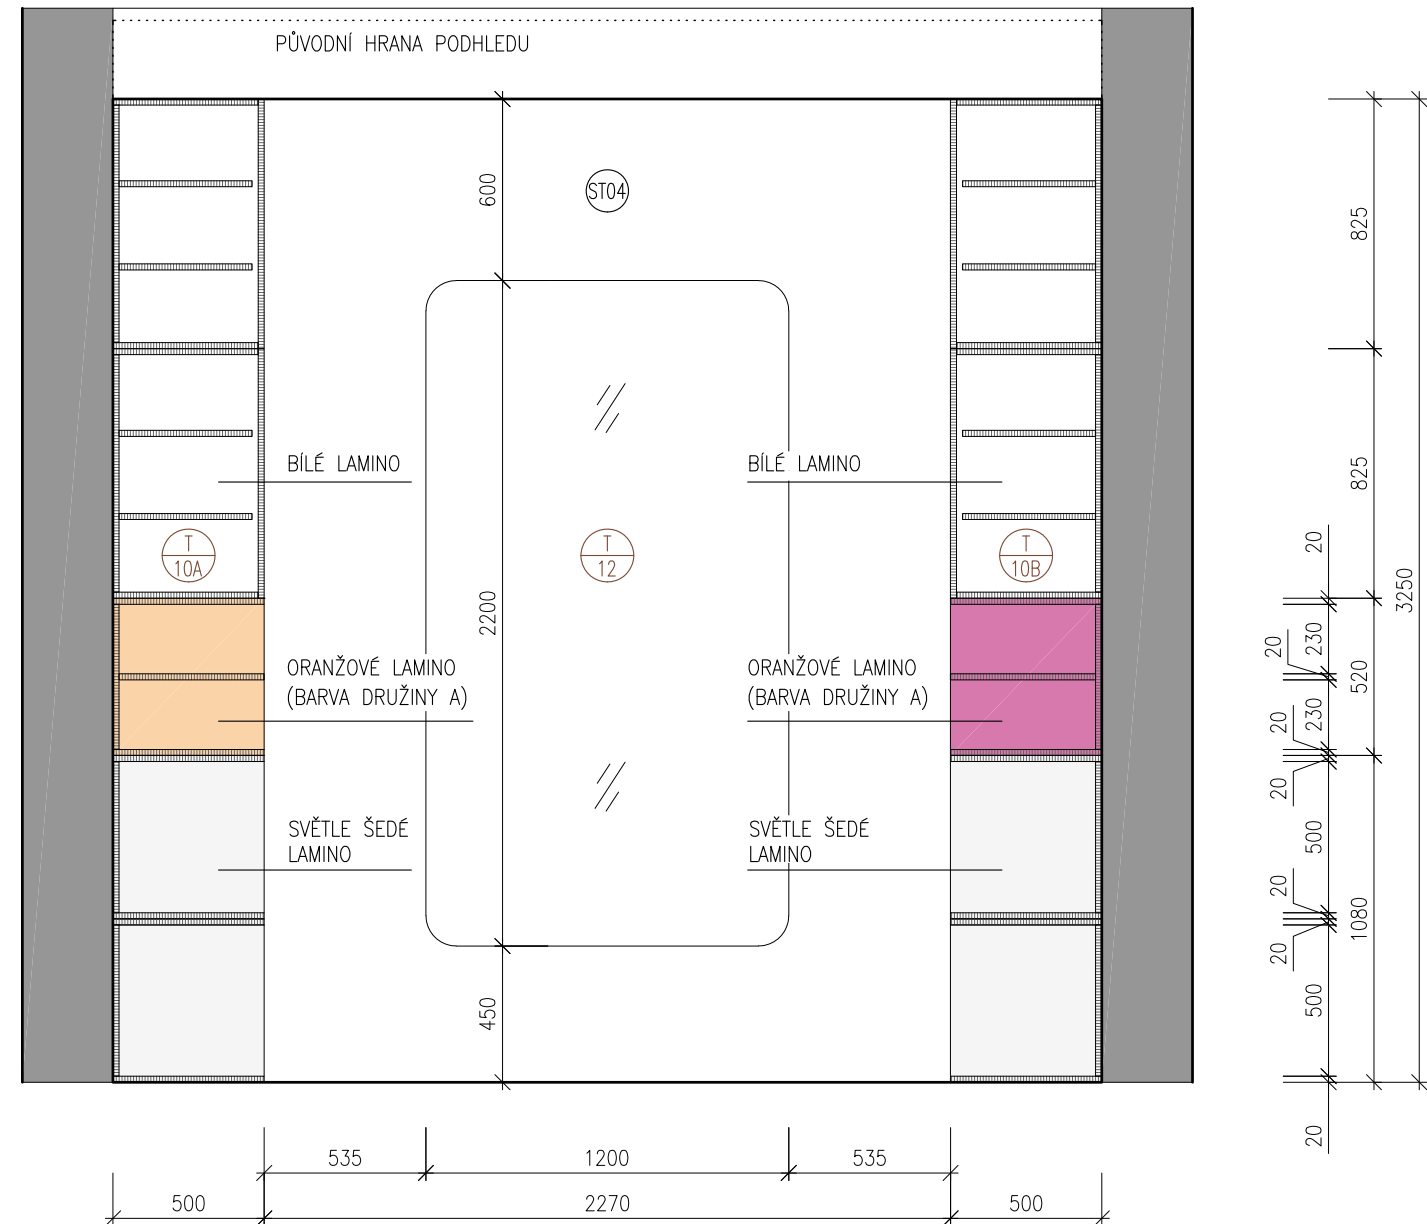 PŮVODNÍ HRANA PODHLEDU
600
ST04
825
BÍLÉ LAMINO
BÍLÉ LAMINO
825
T
10A
T
12
T
10B
20
3250
2200
20
230
520
ORANŽOVÉ LAMINO
(BARVA DRUŽINY A)
ORANŽOVÉ LAMINO
(BARVA DRUŽINY A)
20
230
20
SVĚTLE ŠEDÉ
LAMINO
SVĚTLE ŠEDÉ
LAMINO
500
20
1080
20
450
500
20
535
1200
535
500
2270
500